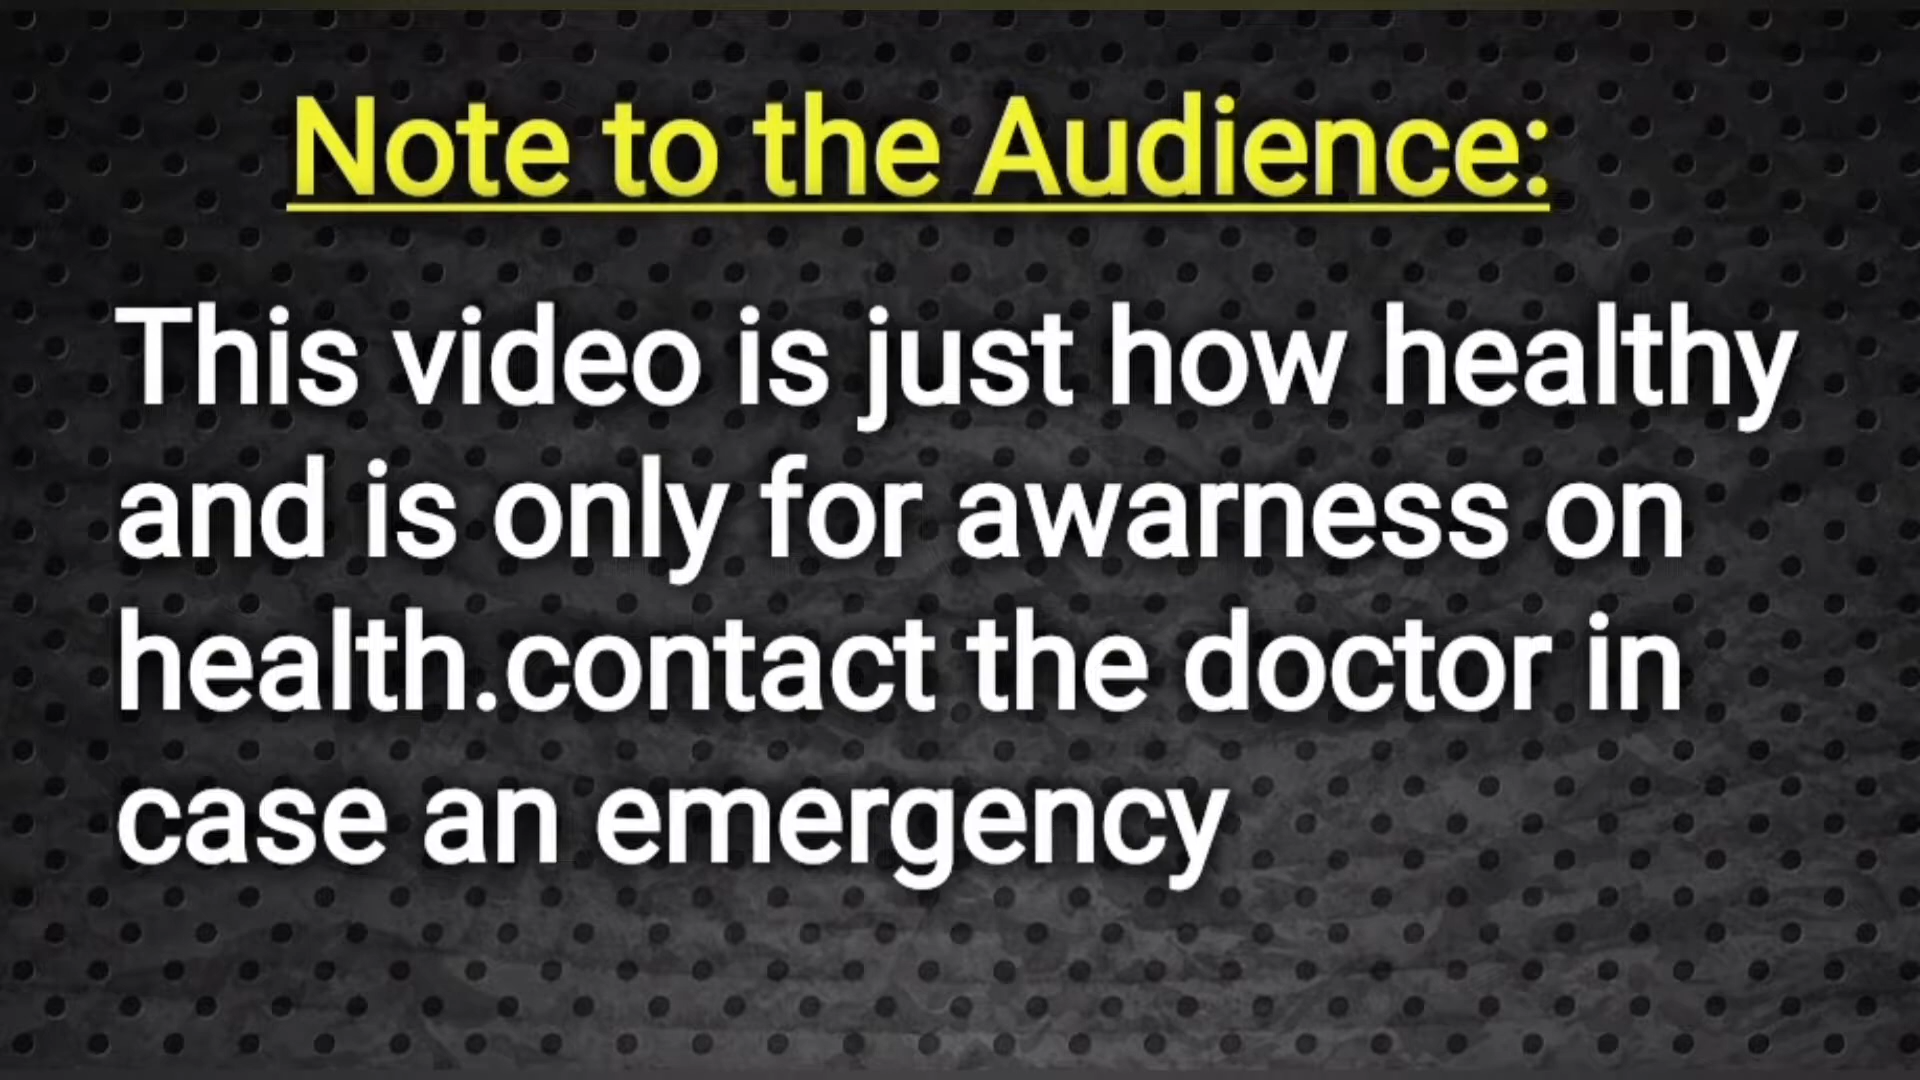 Note to the Audience:
This video is just how healthy
and is only for awarness on
health.contact the doctor in
case an emergency